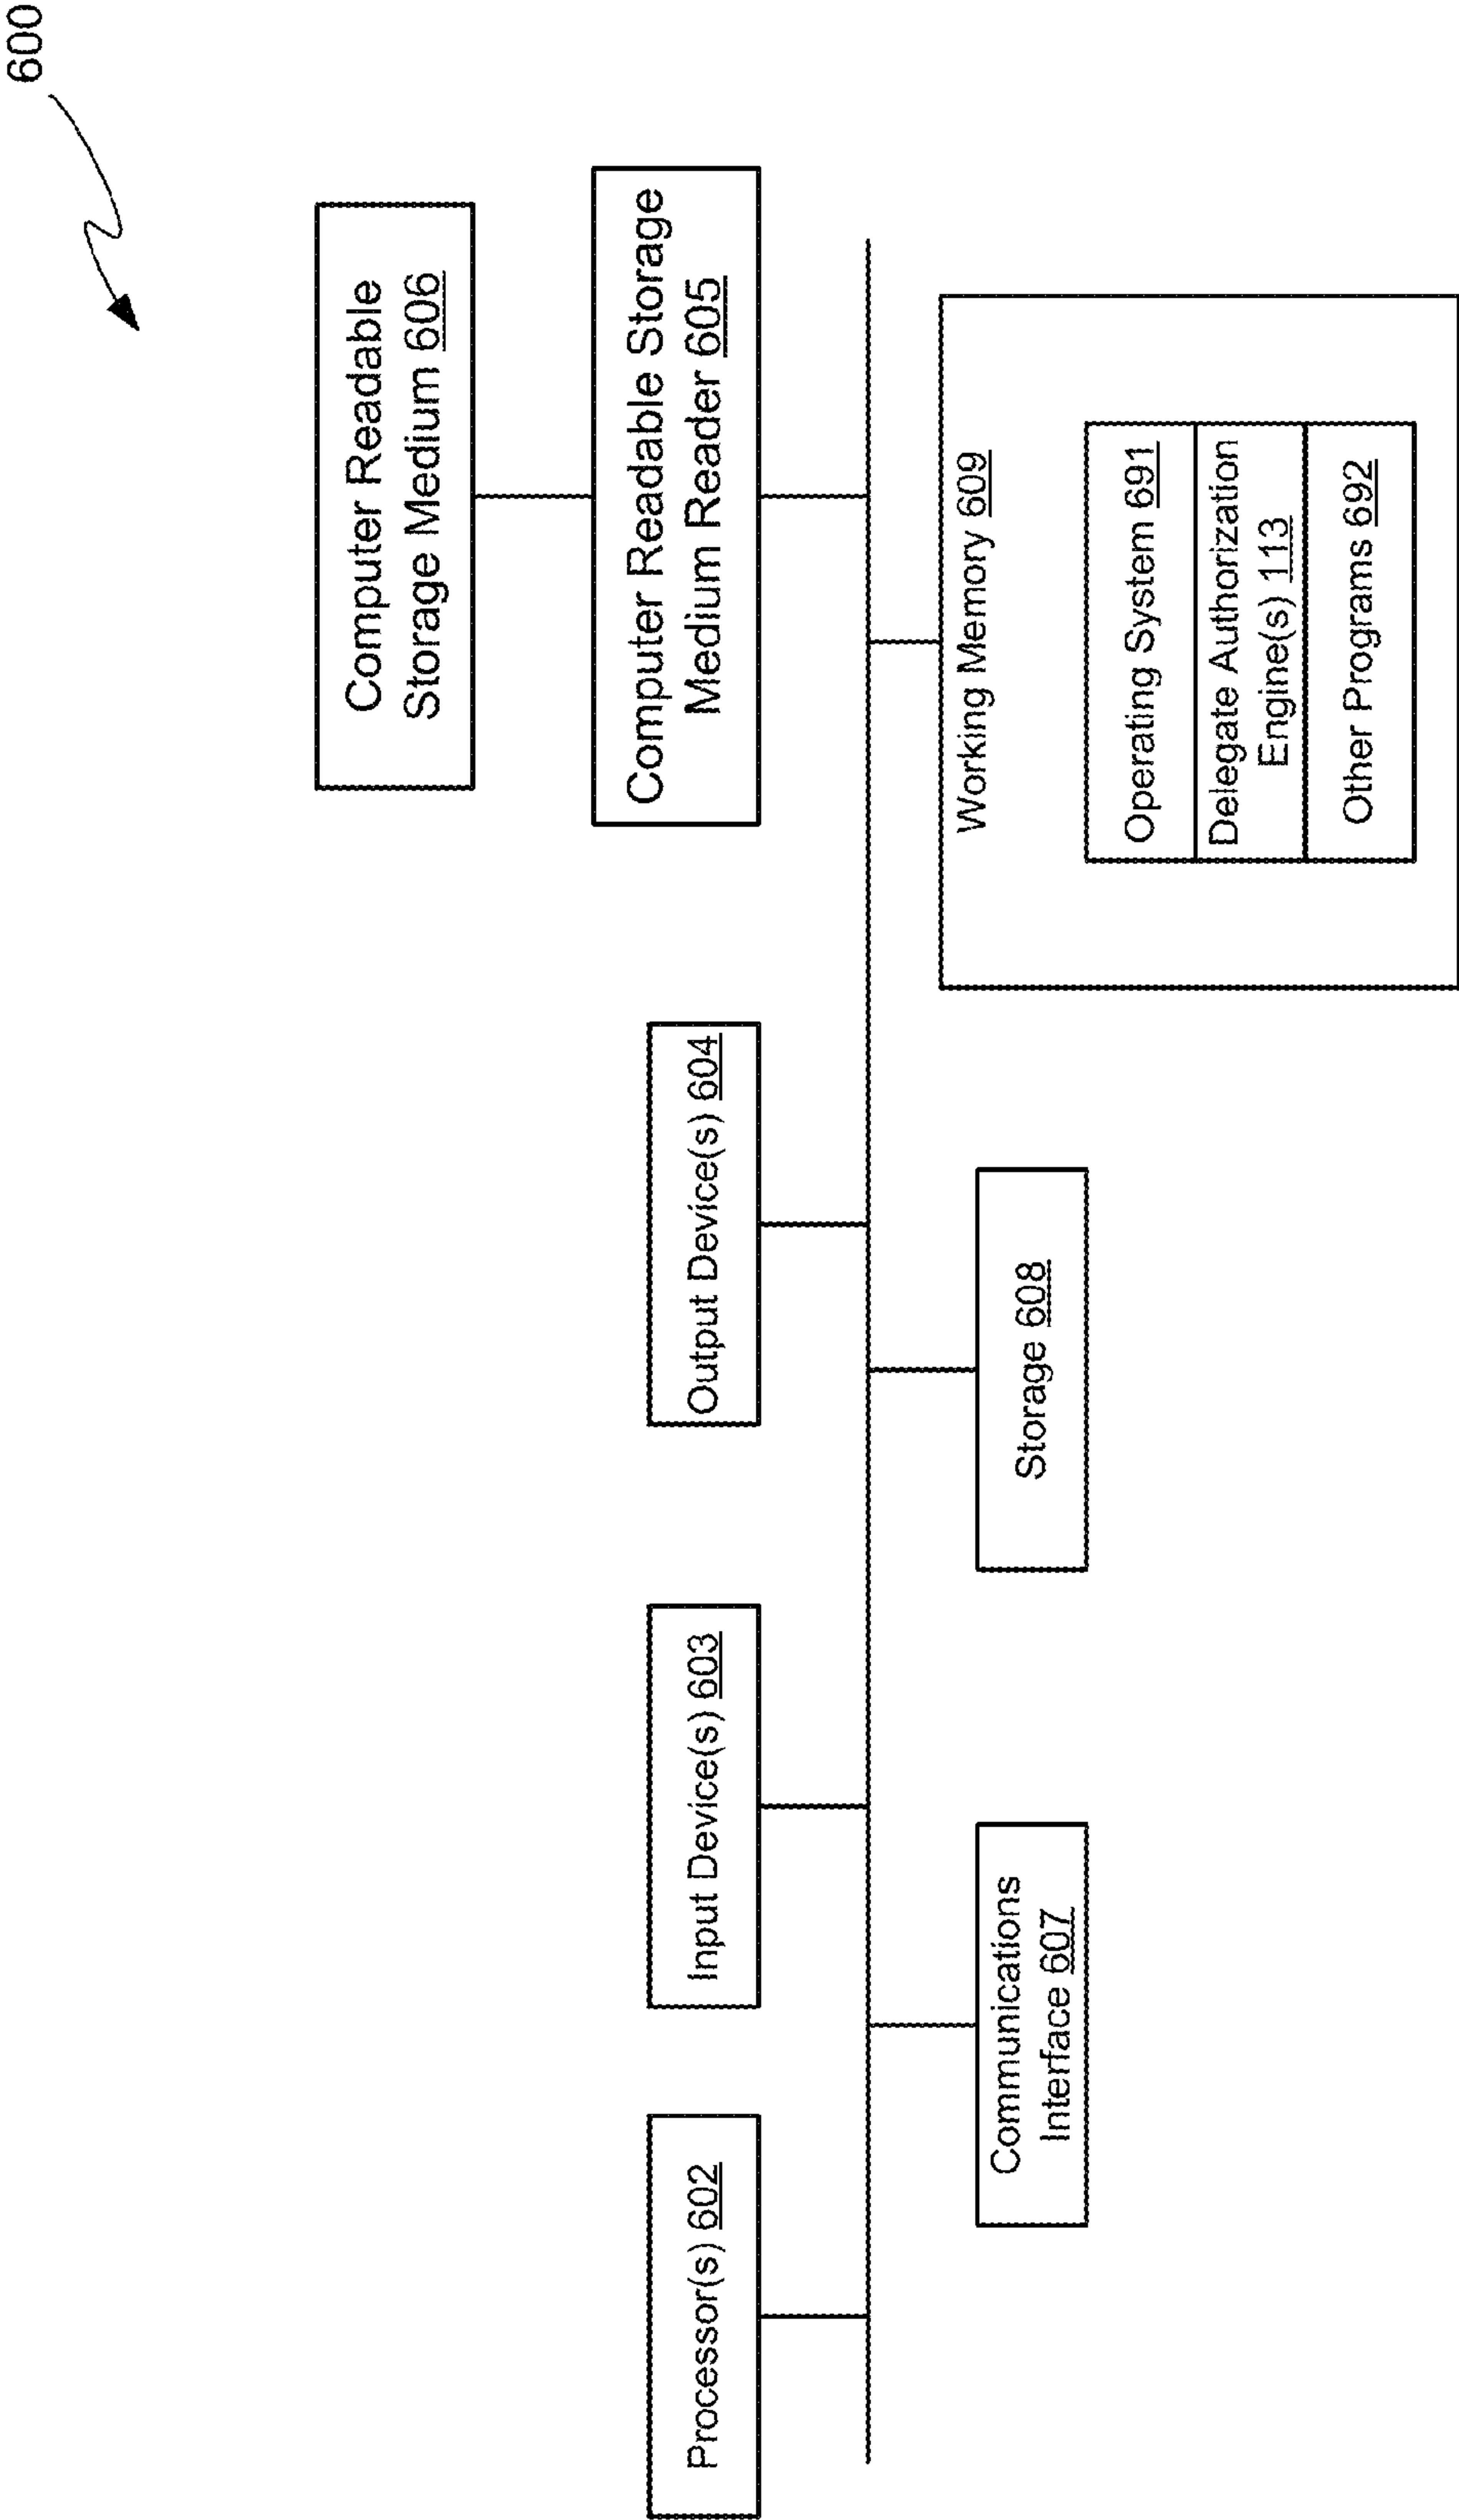 600
Computer Readable
Storage Medium 606
Processor(s) 602
Input Device(s) 603
Output Device(s) 604
Computer Readable Storage
Medium Reader 605
Communications
Interface 607
Storage 608
Working Memory 609
Operating System 691
Delegate Authorization
Engine(s) 113
Other Programs 692